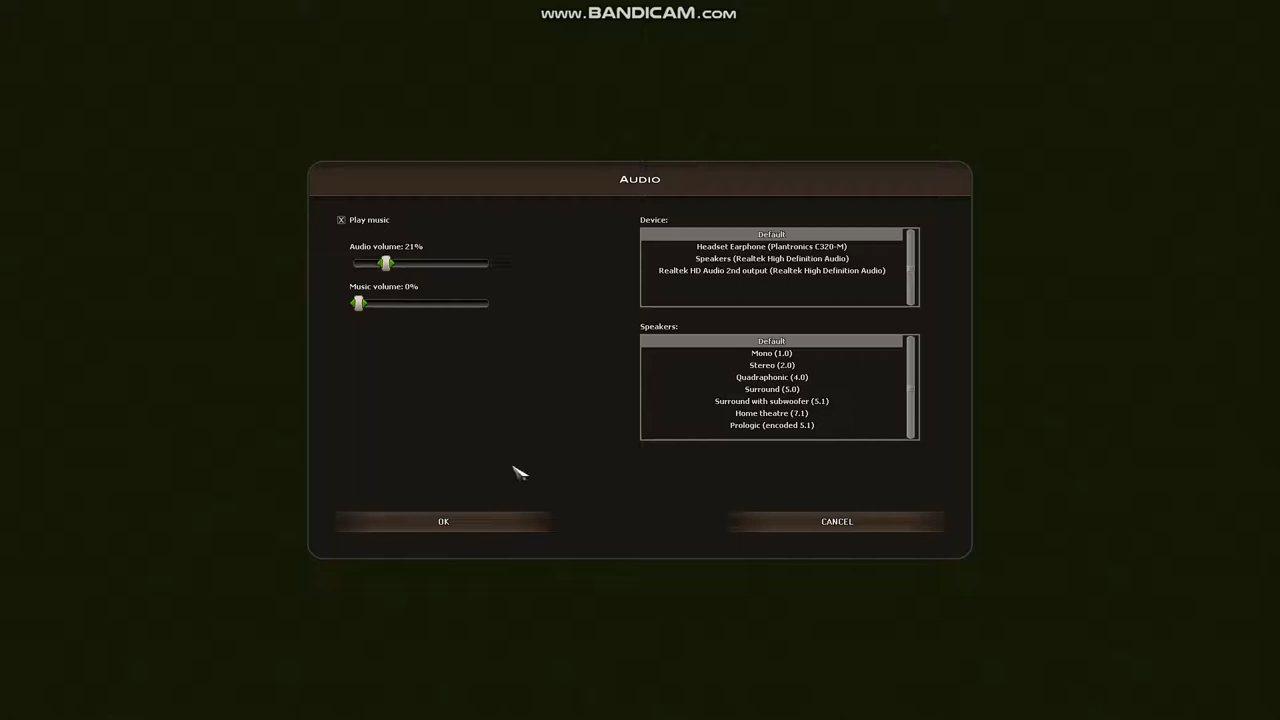 www.BANDICAM.com
AUDIO
Play music
Audio volume: 21%
Music volume: 0%
Device:
Default
Headset Earphone (Plantronics C320-M)
Speakers (Realtek High Definition Audio)
Realtek HD Audio 2nd output (Realtek High Definition Audio)
Speakers:
Default
Mono (1.0)
Stereo (2.0)
Quadraphonic (4.0)
Surround (5.0)
Surround with subwoofer (5.1)
Home theatre (7.1)
Prologic (encoded 5.1)
OK
CANCEL